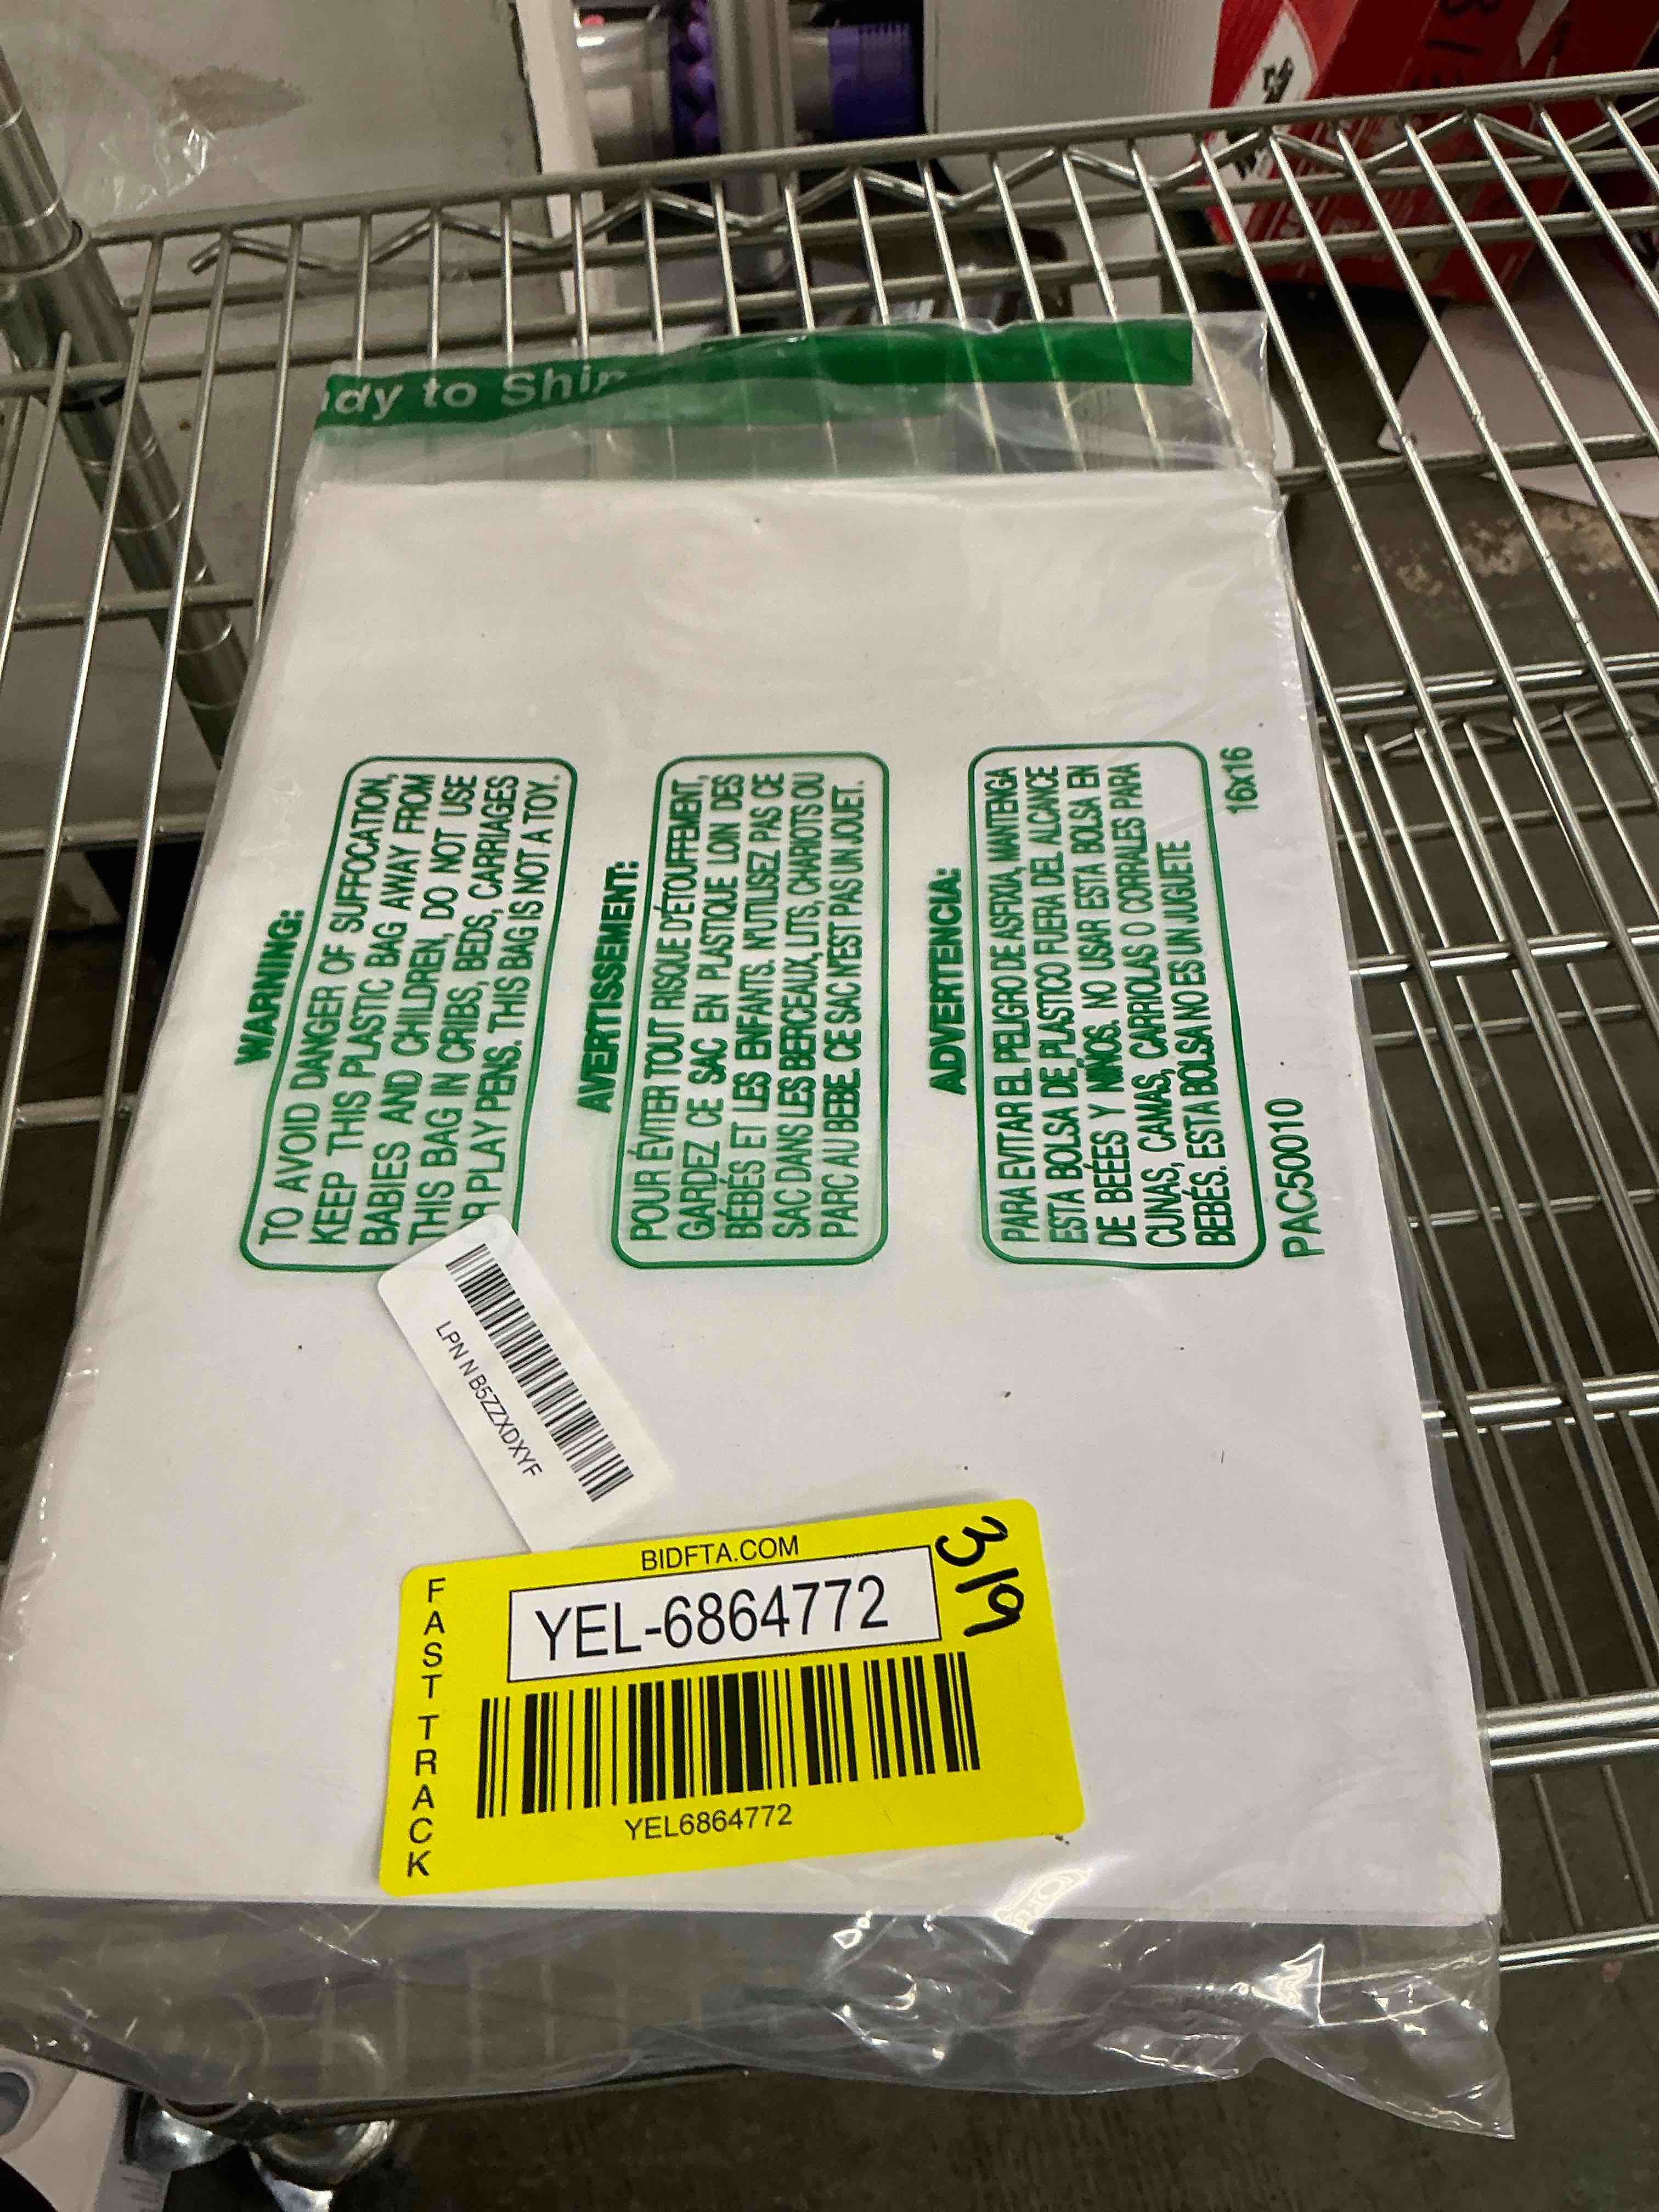 dy to Ship
WARNING:
TO AVOID DANGER OF SUFFOCATION,
KEEP THIS PLASTIC BAG AWAY FROM
BABIES AND CHILDREN, DO NOT USE
THIS BAG IN CRIBS, BEDS, CARRIAGES
R PLAY PENS. THIS BAG IS NOT A TOY.
AVERTISSEMENT:
POUR ÉVITER TOUT RISQUE D'ÉTOUFFEMENT,
GARDEZ CE SAC EN PLASTIQUE LOIN DES
BÉBÉS ET LES ENFANTS. N'UTILISEZ PAS CE
SAC DANS LES BERCEAUX, LITS, CHARIOTS OU
PARC AU BEBE. CE SAC N'EST PAS UN JOUET.
ADVERTENCIA:
PARA EVITAR EL PELIGRO DE ASFIXIA, MANTENGA
ESTA BOLSA DE PLASTICO FUERA DEL ALCANCE
DE BEÉES Y NIÑOS. NO USAR ESTA BOLSA EN
CUNAS, CAMAS, CARRIOLAS O CORRALES PARA
BEBÉS. ESTA BOLSA NO ES UN JUGUETE
PAC50010
16x16
LPN N B5ZZXDXYF
BIDFTA.COM
FAST TRACK
YEL-6864772
3/9
YEL6864772